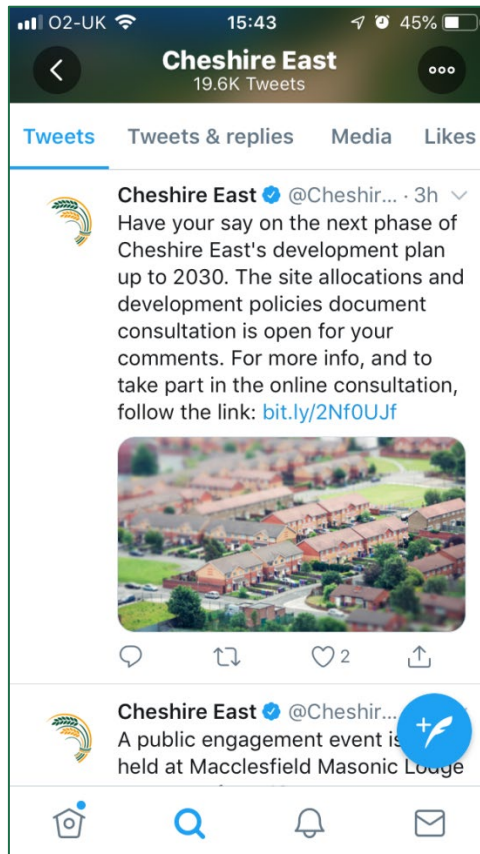 O2-UK 15:43 45%
Cheshire East
19.6K Tweets
Tweets Tweets & replies Media Likes
Cheshire East @Cheshir... · 3h
Have your say on the next phase of
Cheshire East's development plan
up to 2030. The site allocations and
development policies document
consultation is open for your
comments. For more info, and to
take part in the online consultation,
follow the link: bit.ly/2Nf0UJf
2
Cheshire East @Cheshir...
A public engagement event is
held at Macclesfield Masonic Lodge